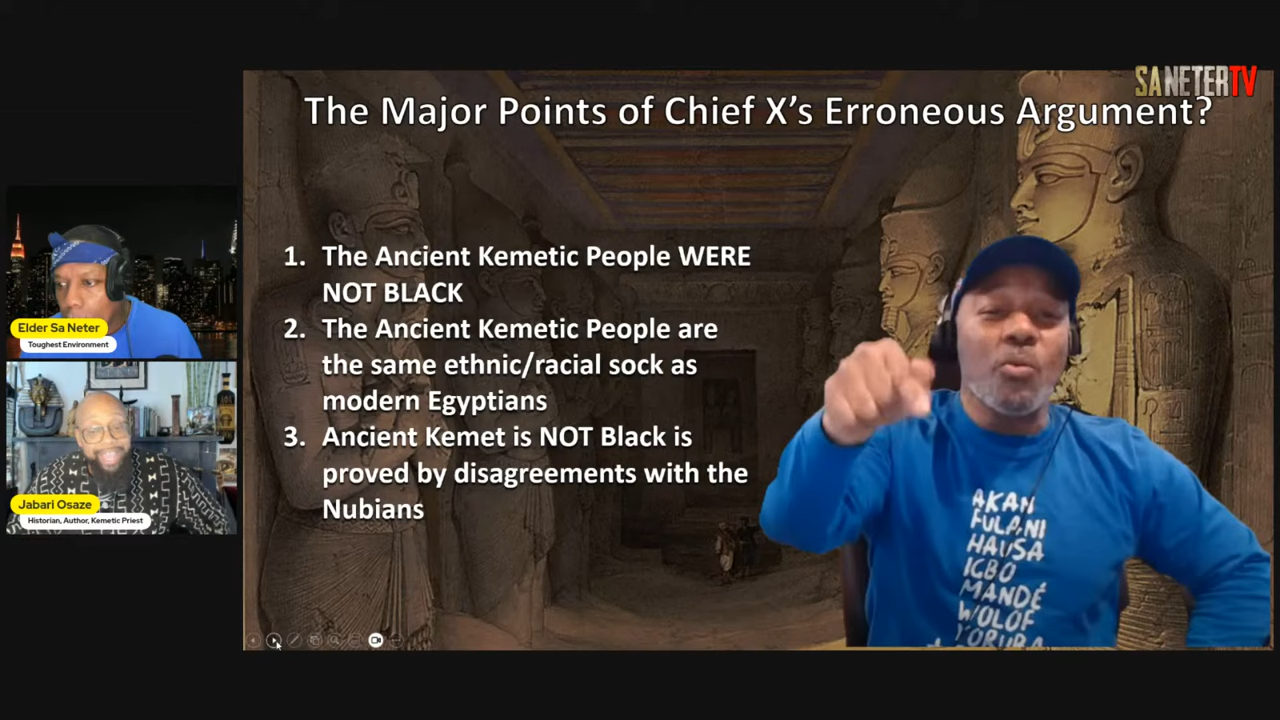 SANETERTV
The Major Points of Chief X's Erroneous Argument?
1. The Ancient Kemetic People WERE
NOT BLACK
2. The Ancient Kemetic People are
the same ethnic/racial sock as
modern Egyptians
3. Ancient Kemet is NOT Black is
proved by disagreements with the
Nubians
Elder Sa Neter
Toughest Environment
Jabari Osaze
Historian, Author, Kemetic Priest
AKAN
FULANI
HAUSA
IGBO
MANDÉ
WOLOF
YORUBA